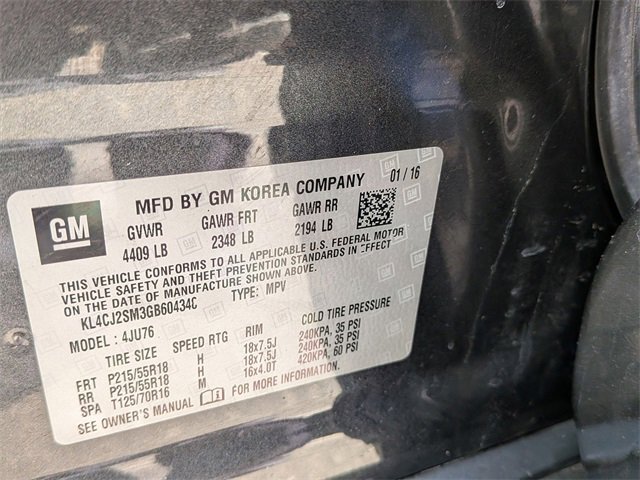 MFD BY GM KOREA COMPANY 01 / 16
GM
GVWR GAWR FRT GAWR RR
4409 LB 2348 LB 2194 LB
THIS VEHICLE CONFORMS TO ALL APPLICABLE U.S. FEDERAL MOTOR
VEHICLE SAFETY AND THEFT PREVENTION STANDARDS IN EFFECT
ON THE DATE OF MANUFACTURE SHOWN ABOVE.
KL4CJ2SM3GB60434C TYPE: MPV
MODEL: 4JU76
TIRE SIZE SPEED RTG RIM COLD TIRE PRESSURE
FRT P215/55R18 H 18x7.5J 240KPA, 35 PSI
RR P215/55R18 H 18x7.5J 240KPA, 35 PSI
SPA T125/70R16 M 16x4.0T 420KPA, 60 PSI
SEE OWNER'S MANUAL FOR MORE INFORMATION.